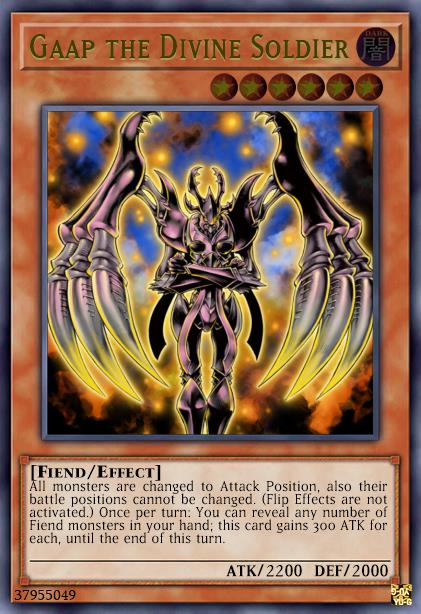 GAAP THE DIVINE SOLDIER
DARK
闇
[FIEND/EFFECT]
All monsters are changed to Attack Position, also their
battle positions cannot be changed. (Flip Effects are not
activated.) Once per turn: You can reveal any number of
Fiend monsters in your hand; this card gains 300 ATK for
each, until the end of this turn.
ATK/2200 DEF/2000
37955049